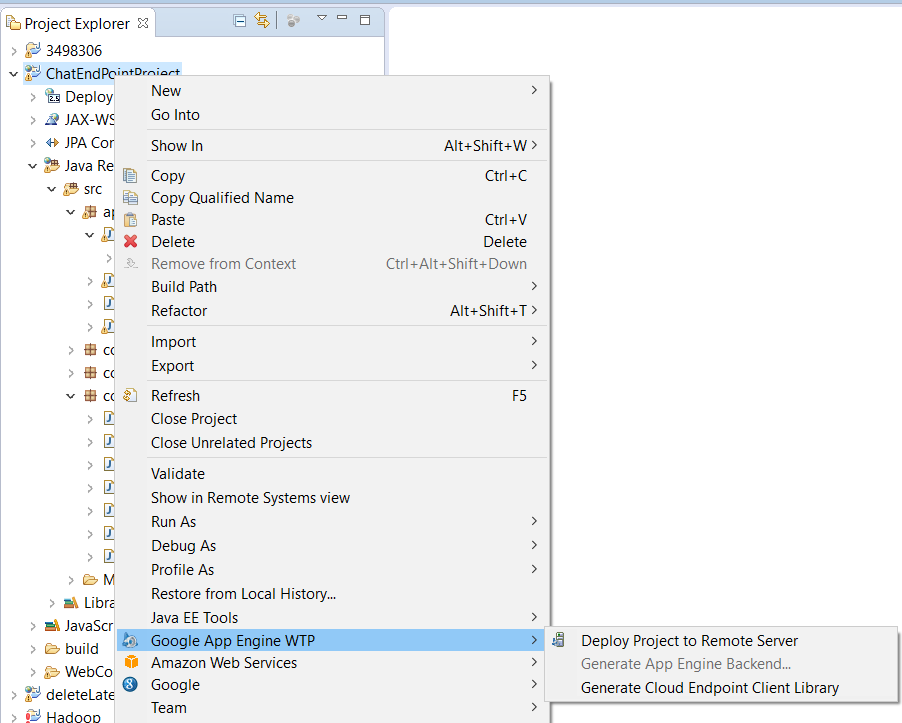 Project Explorer
3498306
ChatEndPointProject
Deploy
JAX-WS
JPA Cor
Java Re
src
ap
co
co
co
M
Libra
JavaScr
build
WebCo
deleteLate
Hadoop
New
Go Into
Show In Alt+Shift+W
Copy Ctrl+C
Copy Qualified Name
Paste Ctrl+V
Delete Delete
Remove from Context Ctrl+Alt+Shift+Down
Build Path
Refactor Alt+Shift+T
Import
Export
Refresh F5
Close Project
Close Unrelated Projects
Validate
Show in Remote Systems view
Run As
Debug As
Profile As
Restore from Local History...
Java EE Tools
Google App Engine WTP
Amazon Web Services
Google
Team
Deploy Project to Remote Server
Generate App Engine Backend...
Generate Cloud Endpoint Client Library